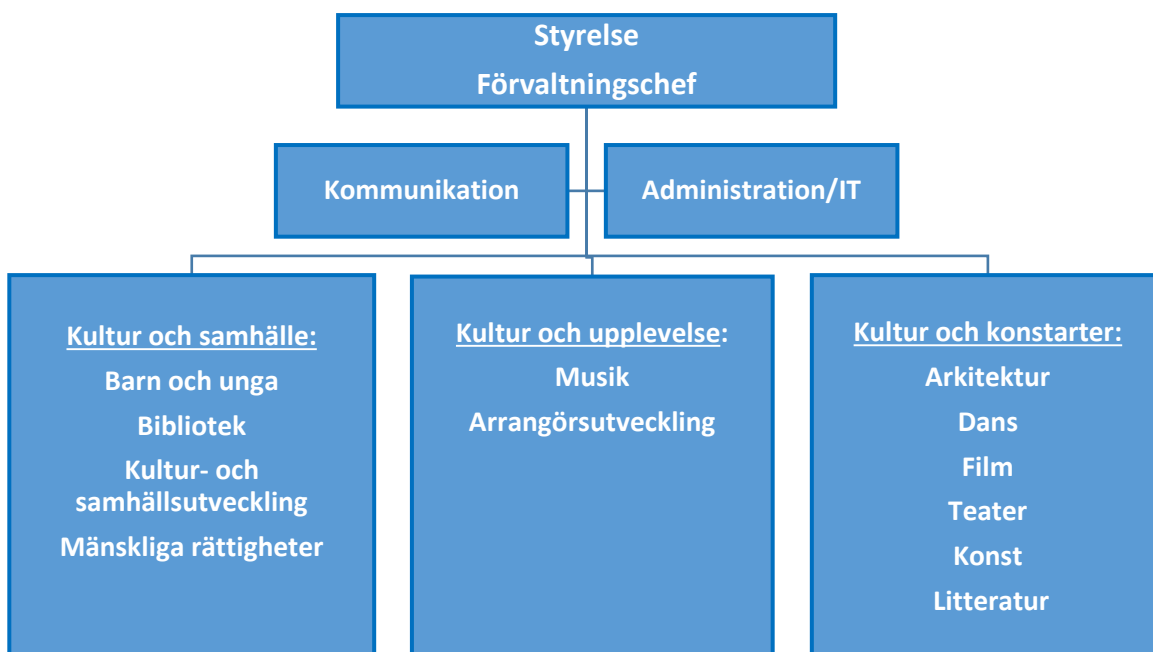 Styrelse
Förvaltningschef
Kommunikation
Administration/IT
Kultur och samhälle:
Barn och unga
Bibliotek
Kultur- och
samhällsutveckling
Mänskliga rättigheter
Kultur och upplevelse:
Musik
Arrangörsutveckling
Kultur och konstarter:
Arkitektur
Dans
Film
Teater
Konst
Litteratur